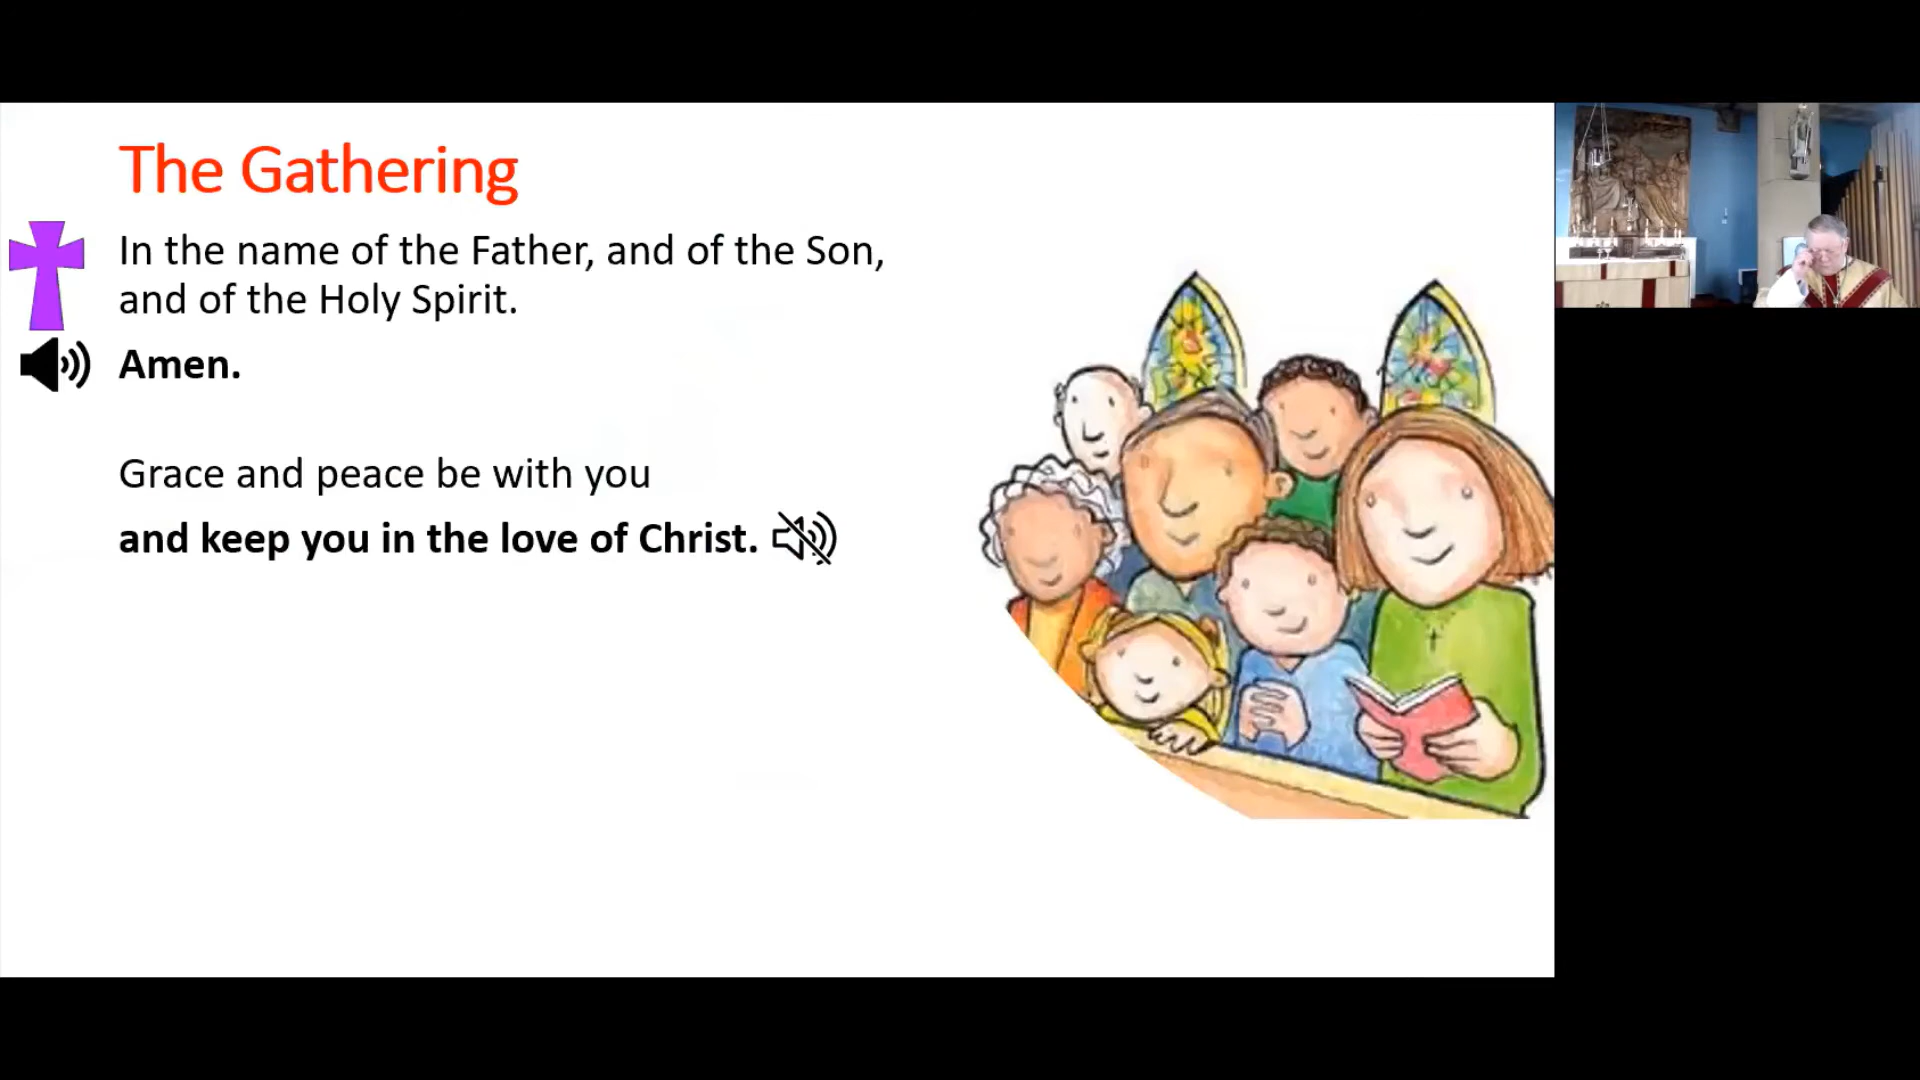 The Gathering
In the name of the Father, and of the Son,
and of the Holy Spirit.
Amen.
Grace and peace be with you
and keep you in the love of Christ.